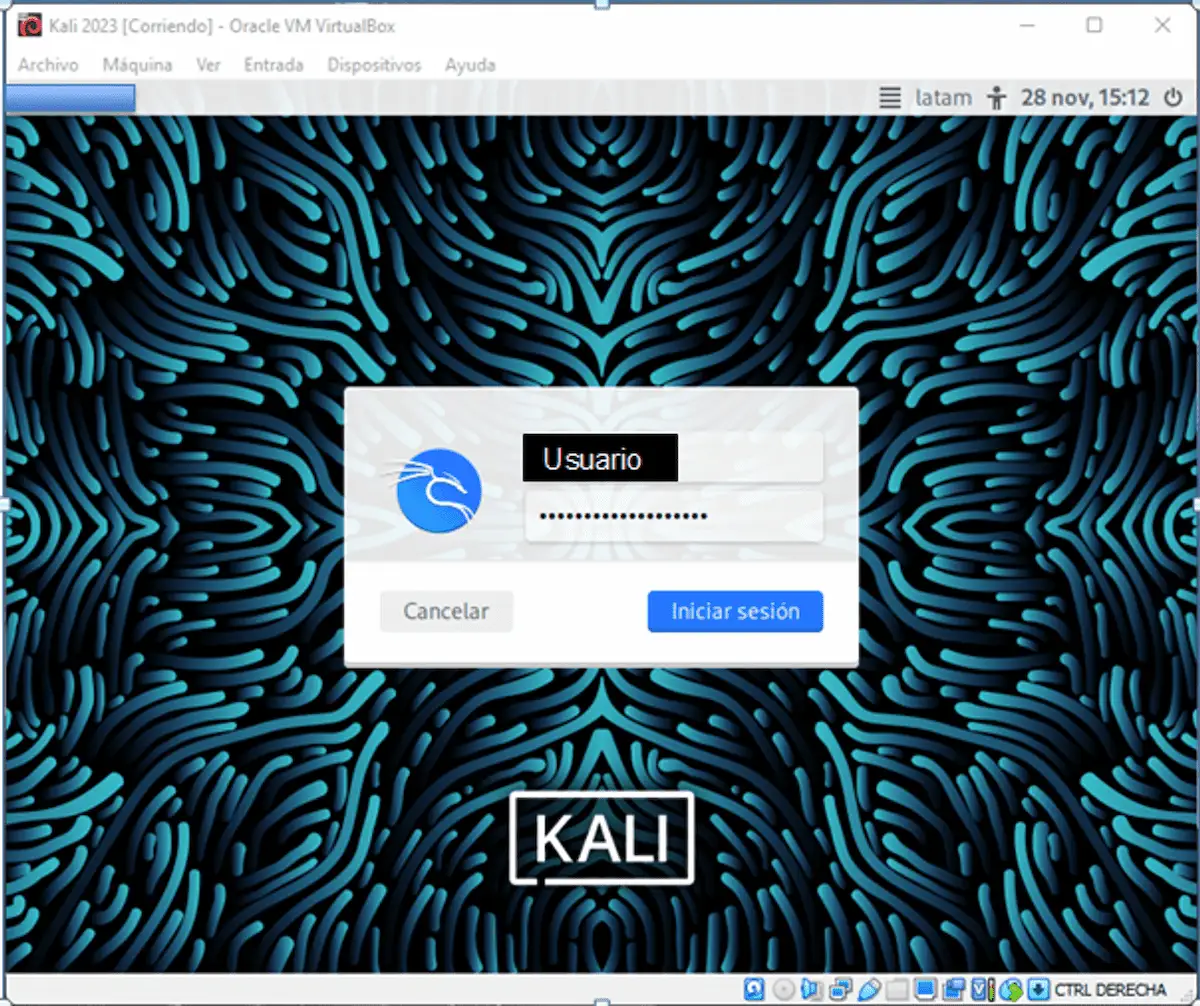 Kali 2023 [Corriendo] - Oracle VM VirtualBox
Archivo Máquina Ver Entrada Dispositivos Ayuda
latam 28 nov, 15:12
Usuario
•••••••••••••••••••
Cancelar Iniciar sesión
KALI
CTRL DERECHA